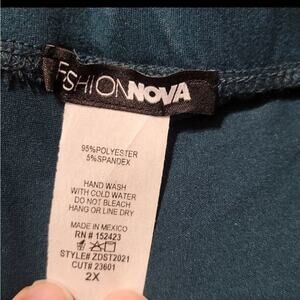 FASHIONNOVA
95%POLYESTER
5%SPANDEX
HAND WASH
WITH COLD WATER
DO NOT BLEACH
HANG OR LINE DRY
MADE IN MEXICO
RN # 152423
STYLE# ZDST2021
CUT# 23601
2X